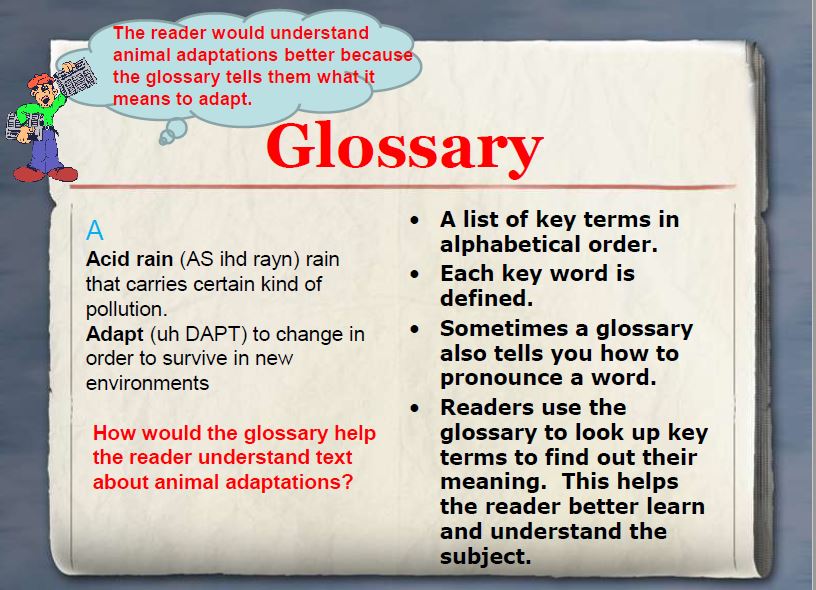 The reader would understand
animal adaptations better because
the glossary tells them what it
means to adapt.
Glossary
A
Acid rain (AS ihd rayn) rain
that carries certain kind of
pollution.
Adapt (uh DAPT) to change in
order to survive in new
environments
How would the glossary help
the reader understand text
about animal adaptations?
• A list of key terms in
alphabetical order.
• Each key word is
defined.
• Sometimes a glossary
also tells you how to
pronounce a word.
• Readers use the
glossary to look up key
terms to find out their
meaning.  This helps
the reader better learn
and understand the
subject.